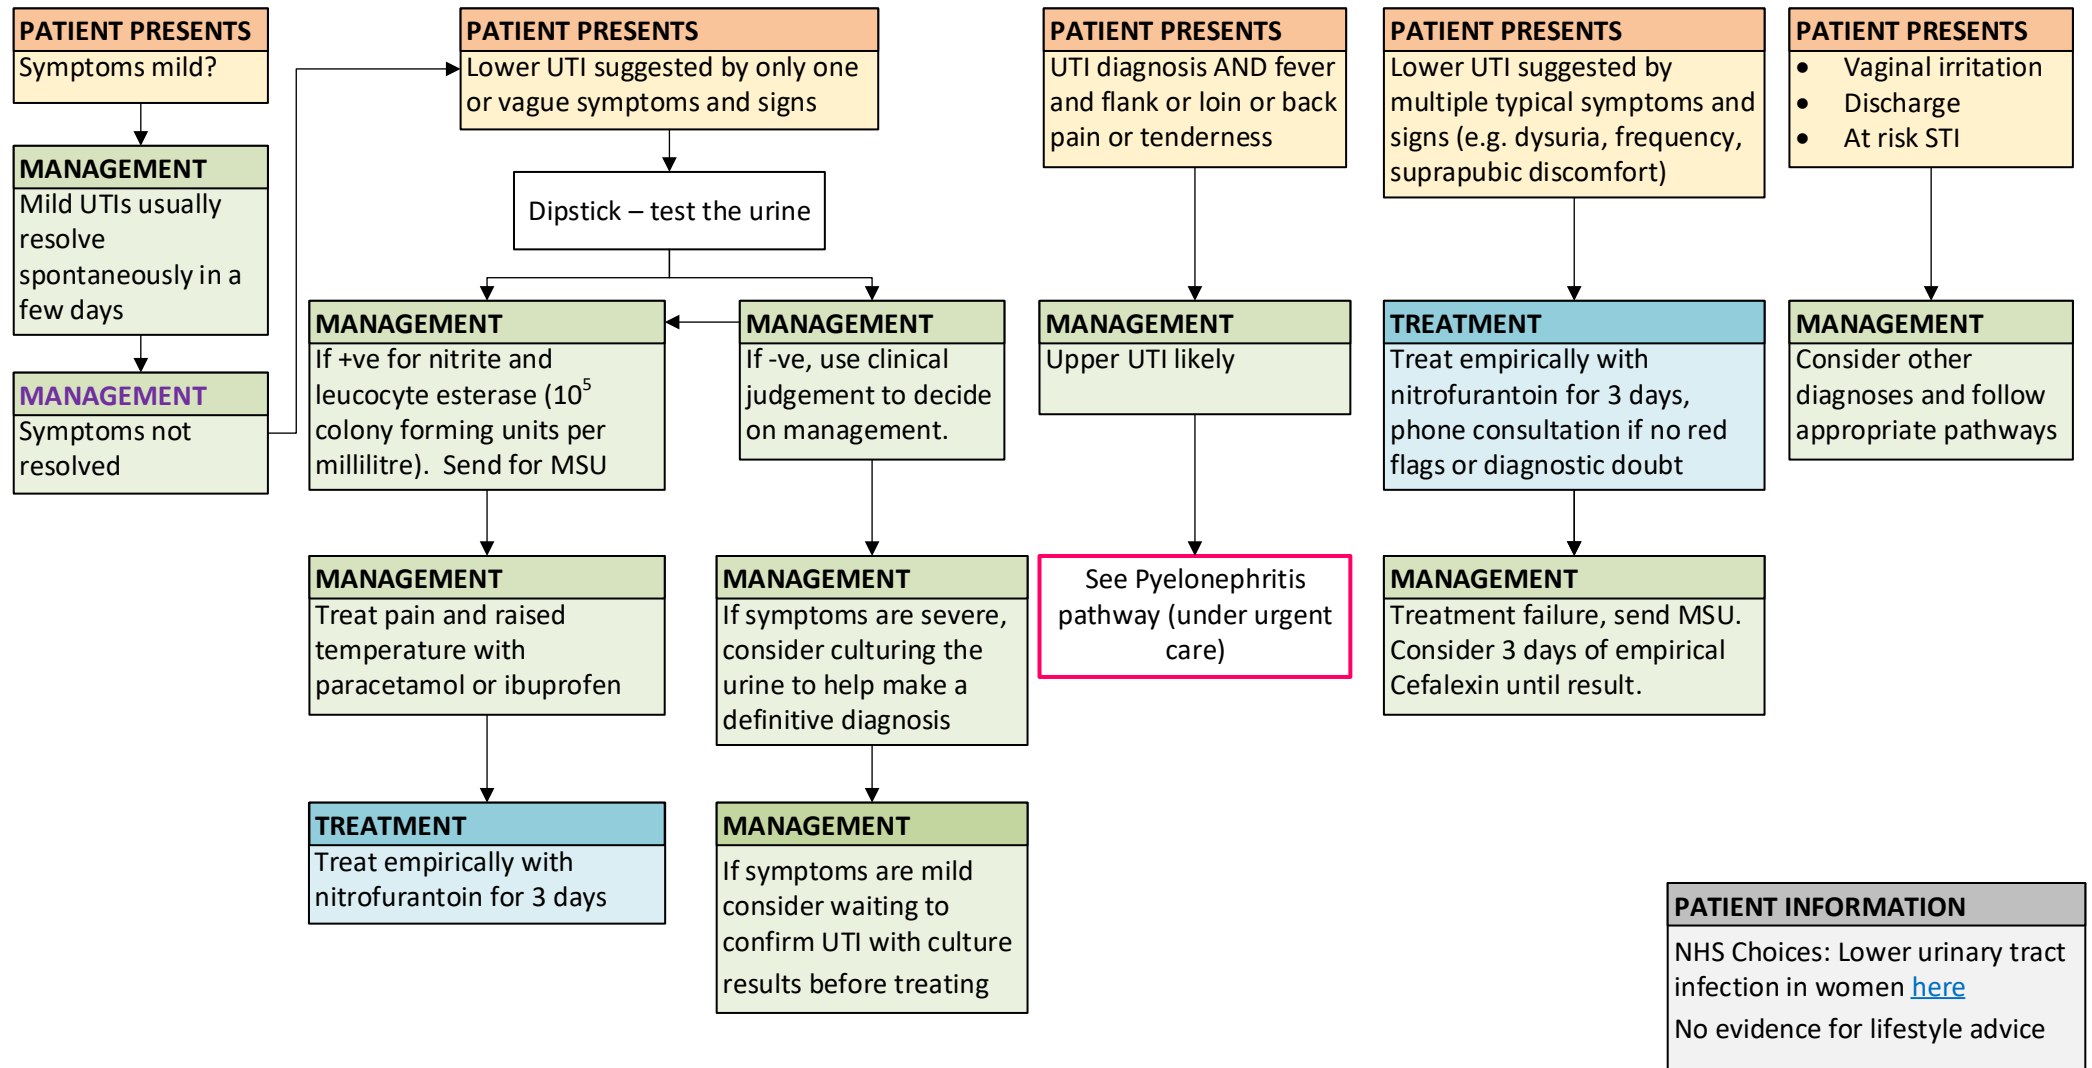 PATIENT PRESENTS
Symptoms mild?
MANAGEMENT
Mild UTIs usually
resolve
spontaneously in a
few days
MANAGEMENT
Symptoms not
resolved
PATIENT PRESENTS
Lower UTI suggested by only one
or vague symptoms and signs
Dipstick – test the urine
MANAGEMENT
If +ve for nitrite and
leucocyte esterase (10⁵
colony forming units per
millilitre).  Send for MSU
MANAGEMENT
Treat pain and raised
temperature with
paracetamol or ibuprofen
TREATMENT
Treat empirically with
nitrofurantoin for 3 days
MANAGEMENT
If -ve, use clinical
judgement to decide
on management.
MANAGEMENT
If symptoms are severe,
consider culturing the
urine to help make a
definitive diagnosis
MANAGEMENT
If symptoms are mild
consider waiting to
confirm UTI with culture
results before treating
PATIENT PRESENTS
UTI diagnosis AND fever
and flank or loin or back
pain or tenderness
MANAGEMENT
Upper UTI likely
See Pyelonephritis
pathway (under urgent
care)
PATIENT PRESENTS
Lower UTI suggested by
multiple typical symptoms and
signs (e.g. dysuria, frequency,
suprapubic discomfort)
TREATMENT
Treat empirically with
nitrofurantoin for 3 days,
phone consultation if no red
flags or diagnostic doubt
MANAGEMENT
Treatment failure, send MSU.
Consider 3 days of empirical
Cefalexin until result.
PATIENT PRESENTS
• Vaginal irritation
• Discharge
• At risk STI
MANAGEMENT
Consider other
diagnoses and follow
appropriate pathways
PATIENT INFORMATION
NHS Choices: Lower urinary tract
infection in women here
No evidence for lifestyle advice